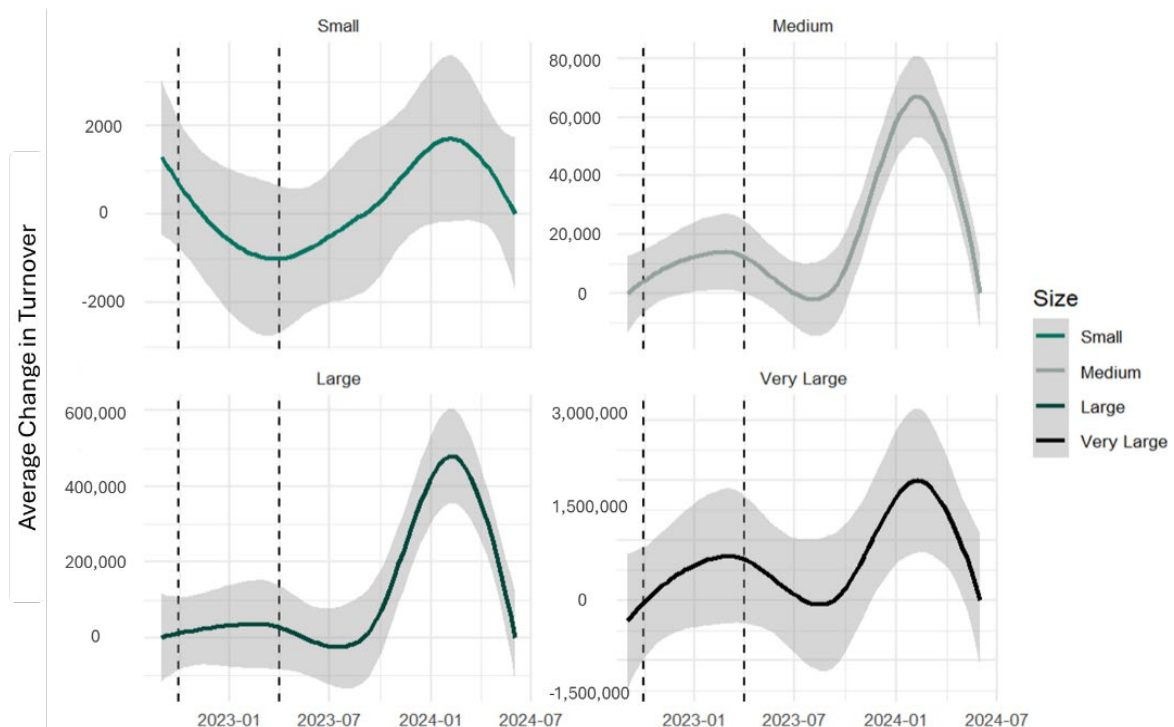 Small
Medium
2000
0
-2000
80,000
60,000
40,000
20,000
0
Average Change in Turnover
Large
Very Large
600,000
400,000
200,000
0
3,000,000
1,500,000
0
-1,500,000
2023-01
2023-07
2024-01
2024-07
2023-01
2023-07
2024-01
2024-07
Size
Small
Medium
Large
Very Large